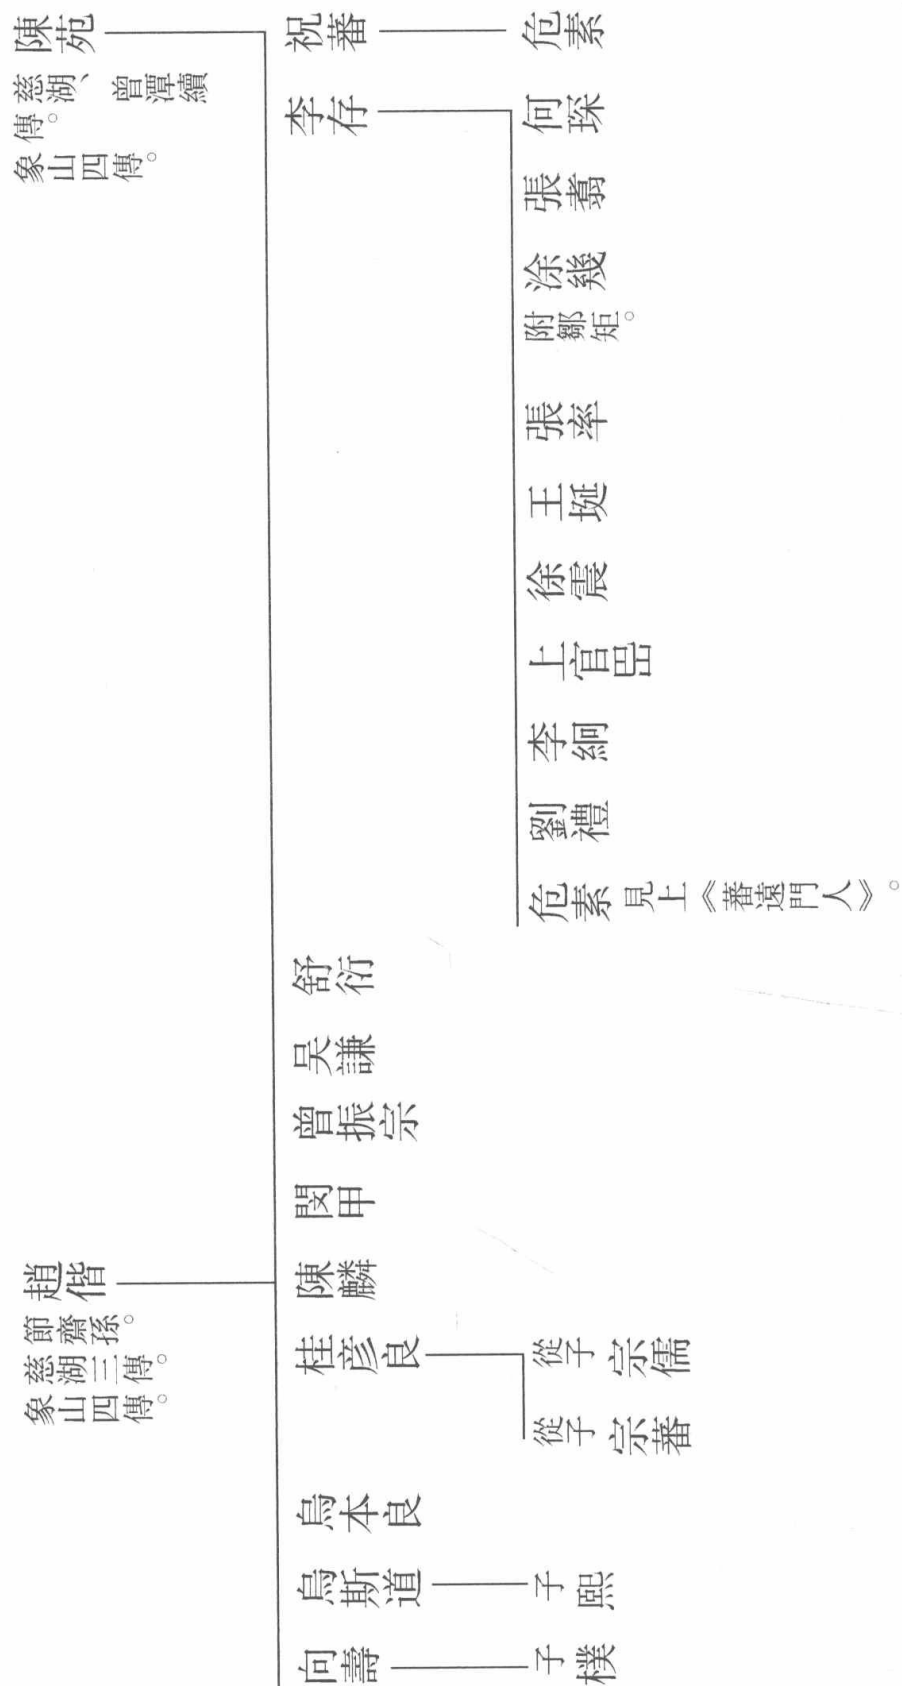 陳苑
慈湖、曾潭續
傳。
象山四傳。
祝蕃
危素
李存
何琛
張翥
涂幾
附鄒矩。
張率
王埏
徐震
上官岊
李絅
劉禮
危素 見上《蕃遠門人》。
舒衍
吴謙
曾振宗
閔甲
趙偕
節齋孫。
慈湖三傳。
象山四傳。
陳麟
桂彦良
從子 宗儒
從子 宗蕃
烏本良
烏斯道
子 熙
向壽
子 樸